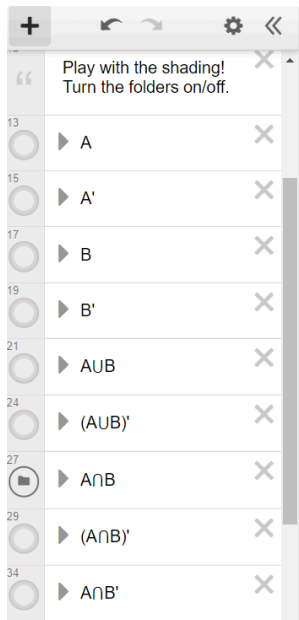 Play with the shading!
Turn the folders on/off.
13
A
15
A'
17
B
19
B'
21
A∪B
24
(A∪B)'
27
A∩B
29
(A∩B)'
34
A∩B'